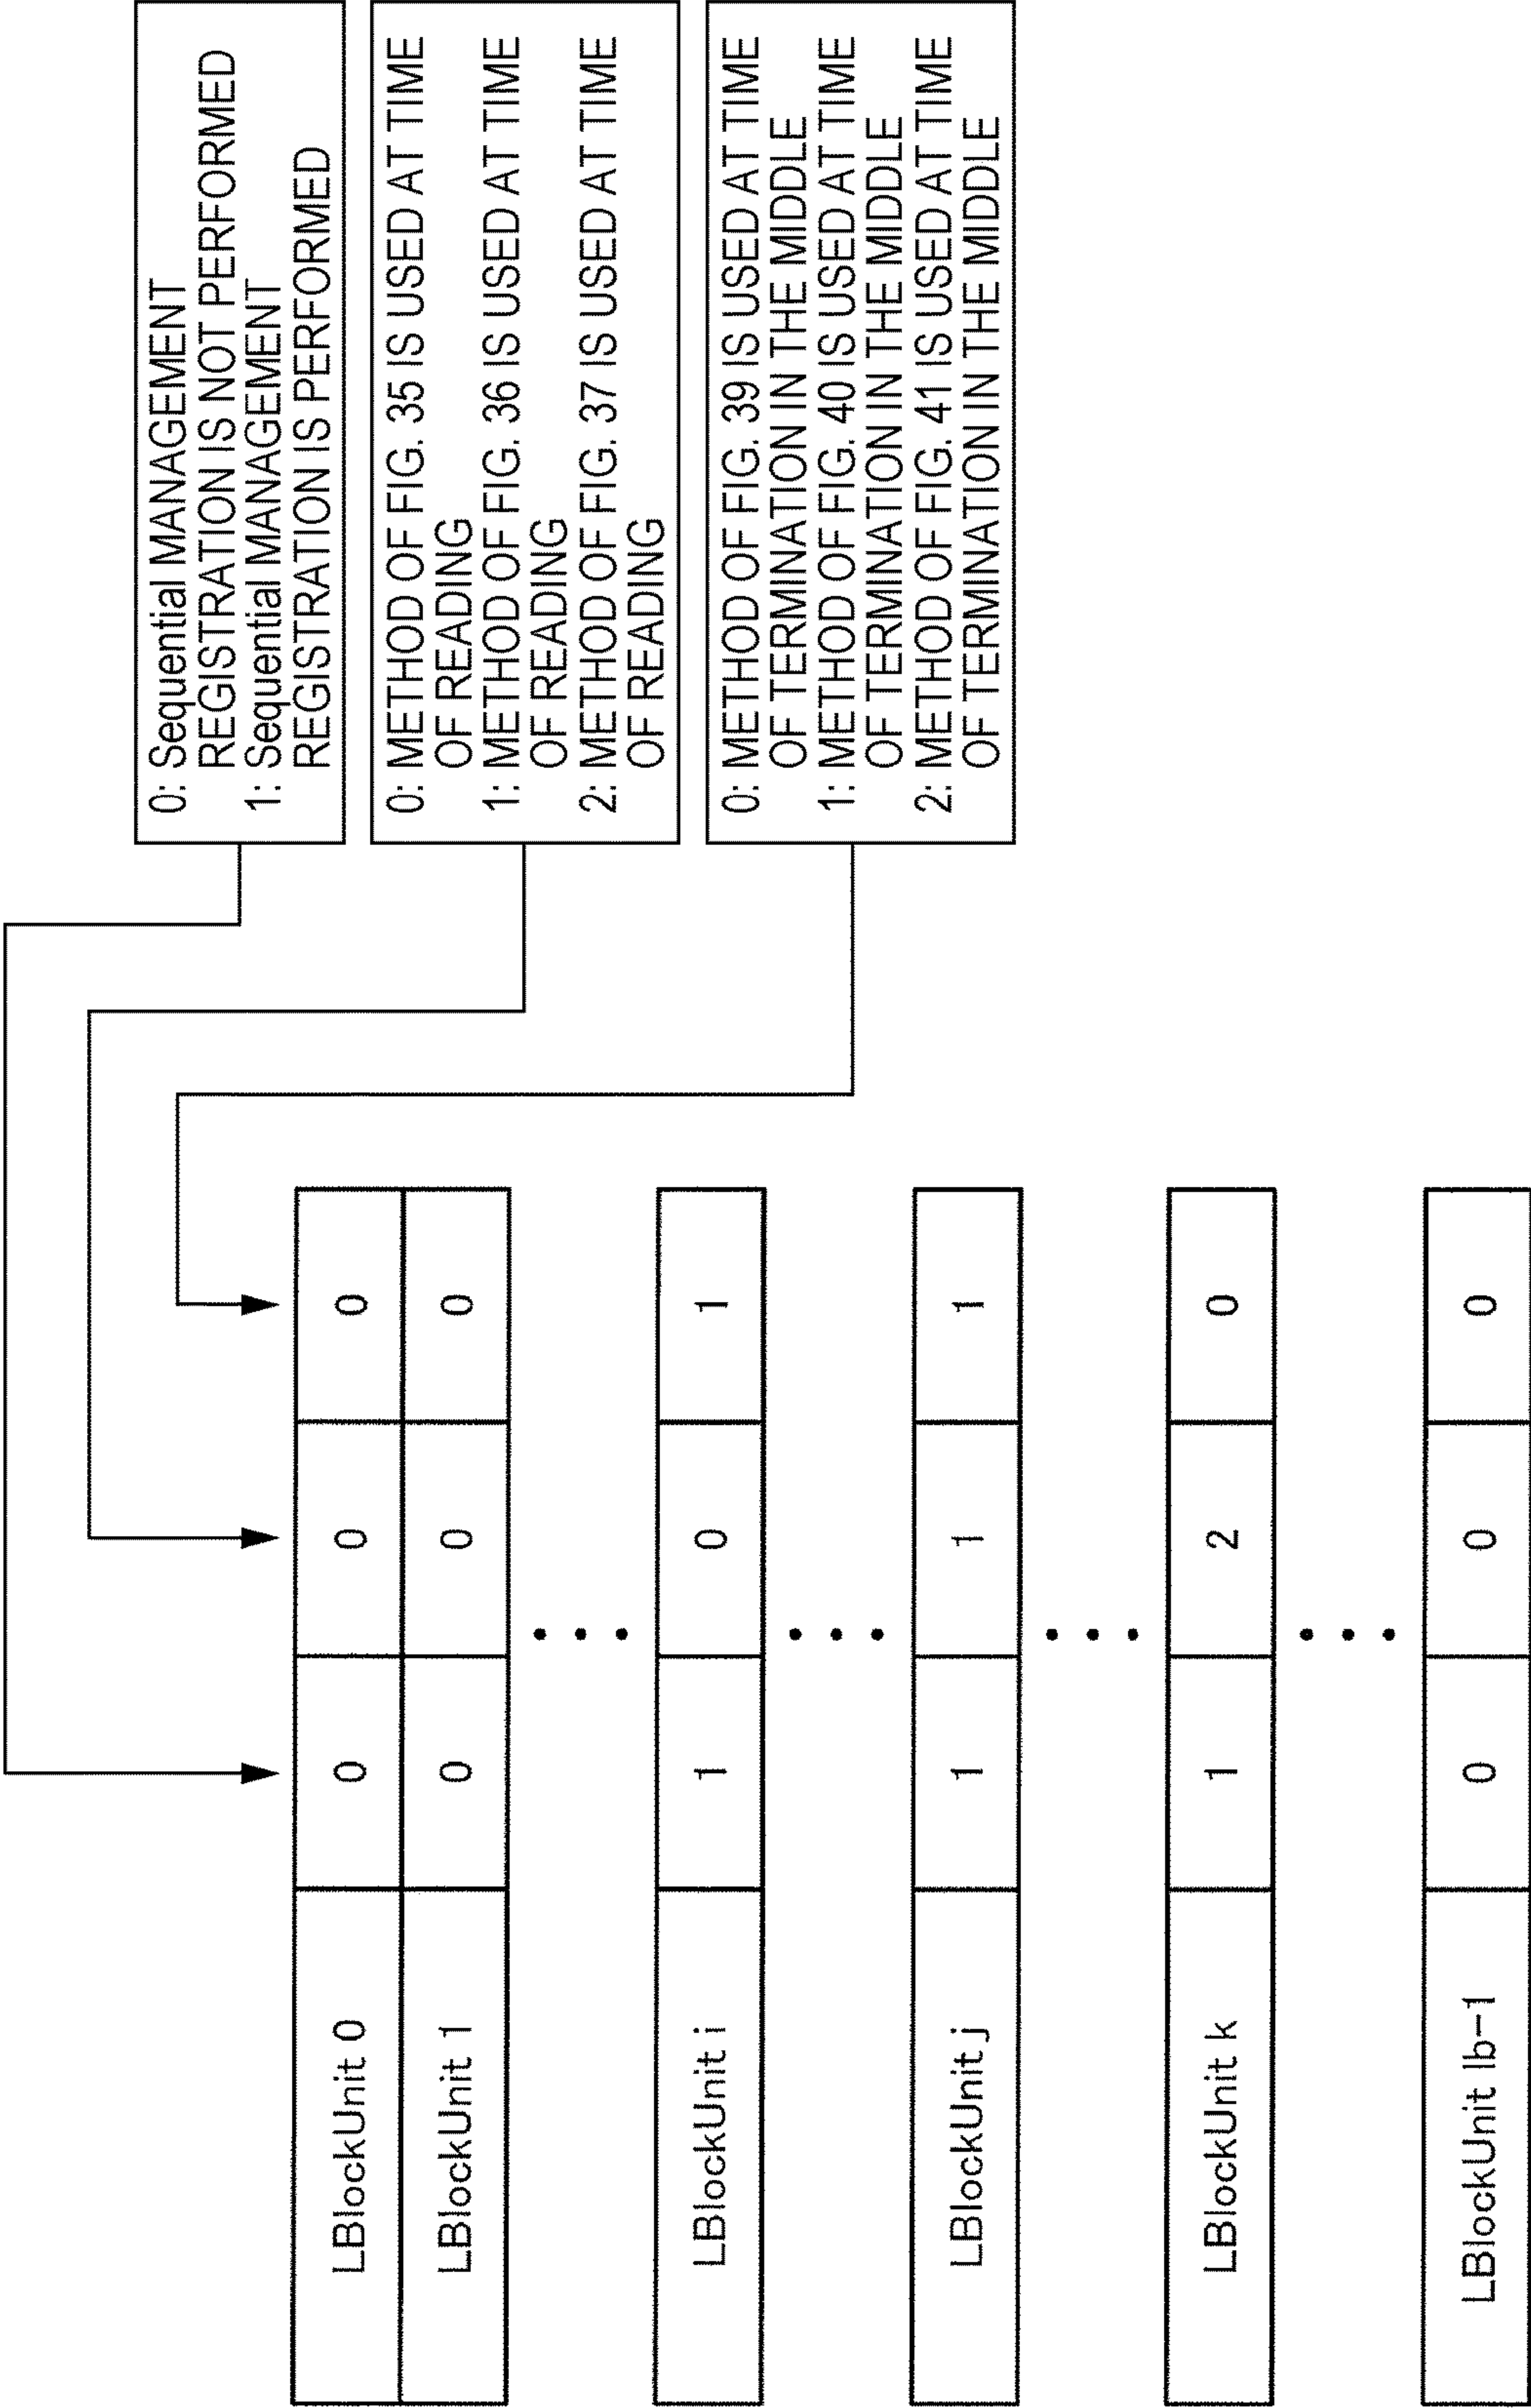 0: Sequential MANAGEMENT
REGISTRATION IS NOT PERFORMED
1: Sequential MANAGEMENT
REGISTRATION IS PERFORMED
0: METHOD OF FIG. 35 IS USED AT TIME
OF READING
1: METHOD OF FIG. 36 IS USED AT TIME
OF READING
2: METHOD OF FIG. 37 IS USED AT TIME
OF READING
0: METHOD OF FIG. 39 IS USED AT TIME
OF TERMINATION IN THE MIDDLE
1: METHOD OF FIG. 40 IS USED AT TIME
OF TERMINATION IN THE MIDDLE
2: METHOD OF FIG. 41 IS USED AT TIME
OF TERMINATION IN THE MIDDLE
LBlockUnit 0 0 0 0
LBlockUnit 1 0 0 0
LBlockUnit i 1 0 1
LBlockUnit j 1 1 1
LBlockUnit k 1 2 0
LBlockUnit lb-1 0 0 0